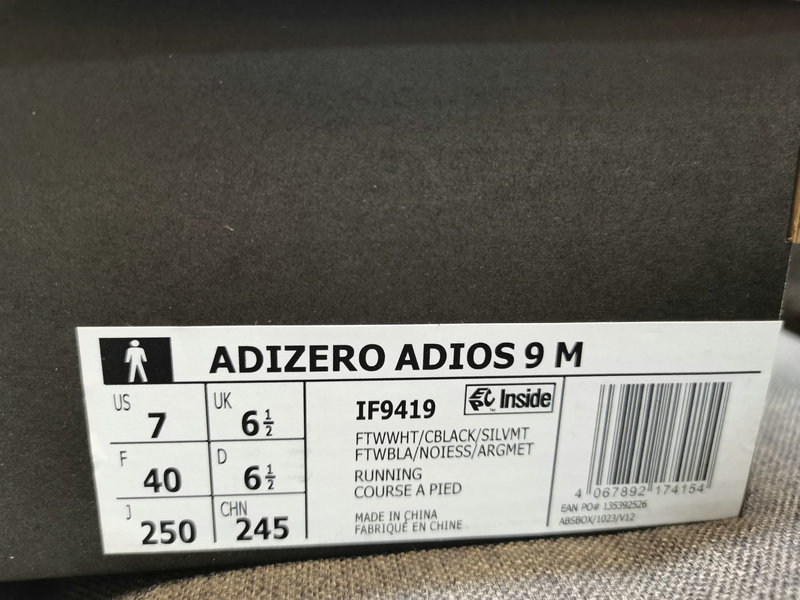 ADIZERO ADIOS 9 M
US 7 UK 6½
F 40 D 6½
J 250 CHN 245
IF9419 EPC Inside
FTWWHT/CBLACK/SILVMT
FTWBLA/NOIESS/ARGMET
RUNNING
COURSE A PIED
MADE IN CHINA
FABRIQUÉ EN CHINE
4 067892 174154
EAN PO# 135392526
ABSBOX/1023/V12